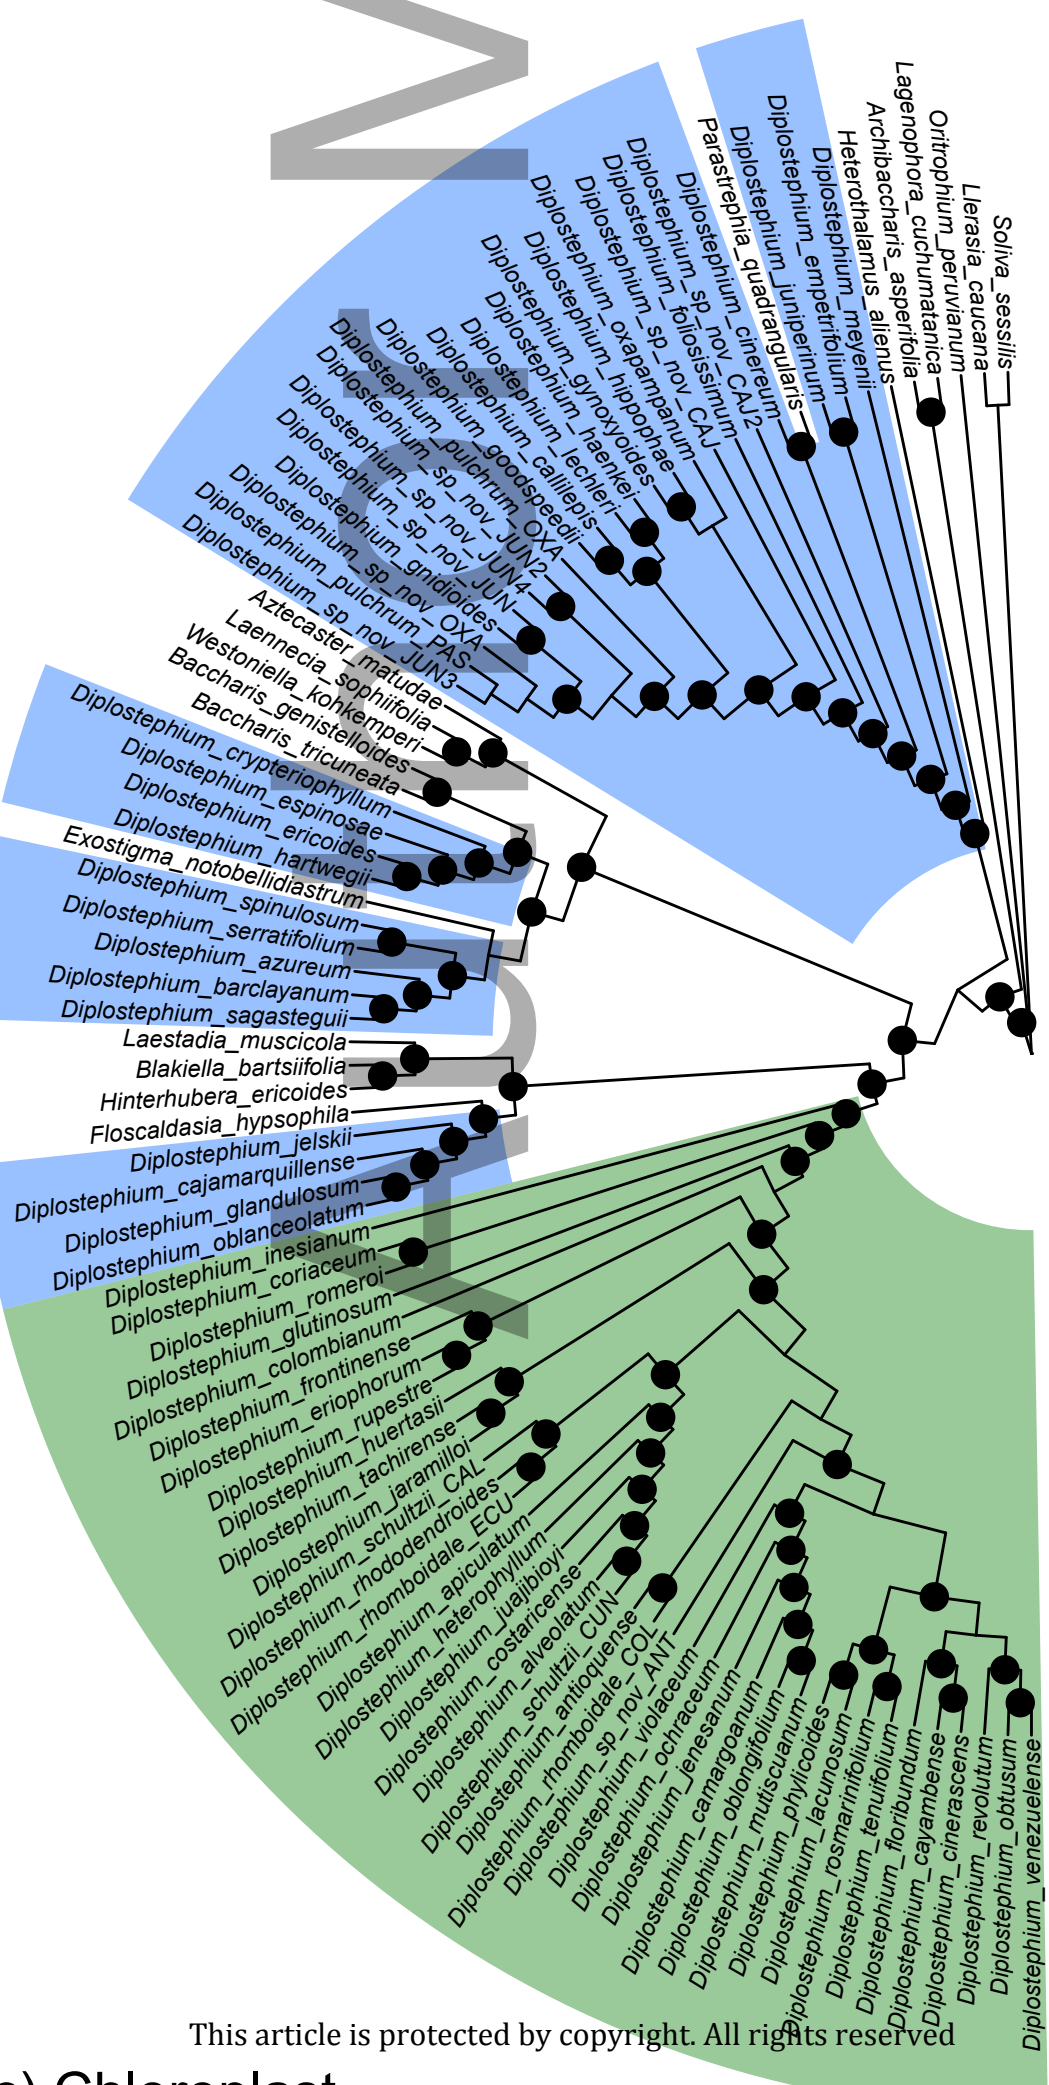 Soliva_sessilis
Llerasia_caucana
Oritrophium_peruvianum
Lagenophora_cuchumatanica
Archibaccharis_asperifolia
Heterothalamus_alienus
Diplostephium_meyenii
Diplostephium_empetrifolium
Diplostephium_juniperinum
Parastrephia_quadrangularis
Diplostephium_cinereum
Diplostephium_sp_nov_CAJ2
Diplostephium_foliosissimum
Diplostephium_sp_nov_CAJ
Diplostephium_oxapampanum
Diplostephium_hippophae
Diplostephium_gynoxyoides
Diplostephium_haenkei
Diplostephium_lechleri
Diplostephium_callilepis
Diplostephium_goodspeedii
Diplostephium_pulchrum_OXA
Diplostephium_sp_nov_JUN2
Diplostephium_sp_nov_JUN4
Diplostephium_sp_nov_JUN
Diplostephium_gnidioides
Diplostephium_sp_nov_OXA
Diplostephium_pulchrum_PAS
Diplostephium_sp_nov_JUN3
Aztecaster_matudae
Laennecia_sophiifolia
Westoniella_kohkemperi
Baccharis_genistelloides
Baccharis_tricuneata
Diplostephium_crypteriophyllum
Diplostephium_espinosae
Diplostephium_ericoides
Diplostephium_hartwegii
Exostigma_notobellidiastrum
Diplostephium_spinulosum
Diplostephium_serratifolium
Diplostephium_azureum
Diplostephium_barclayanum
Diplostephium_sagasteguii
Laestadia_muscicola
Blakiella_bartsiifolia
Hinterhubera_ericoides
Floscaldasia_hypsophila
Diplostephium_jelskii
Diplostephium_cajamarquillense
Diplostephium_glandulosum
Diplostephium_oblanceolatum
Diplostephium_inesianum
Diplostephium_coriaceum
Diplostephium_romeroi
Diplostephium_glutinosum
Diplostephium_colombianum
Diplostephium_frontinense
Diplostephium_eriophorum
Diplostephium_rupestre
Diplostephium_huertasii
Diplostephium_tachirense
Diplostephium_jaramilloi
Diplostephium_schultzii_CAL
Diplostephium_rhododendroides
Diplostephium_rhomboidale_ECU
Diplostephium_apiculatum
Diplostephium_heterophyllum
Diplostephium_juajibioyi
Diplostephium_costaricense
Diplostephium_alveolatum
Diplostephium_schultzii_CUN
Diplostephium_antioquense
Diplostephium_rhomboidale_COL
Diplostephium_sp_nov_ANT
Diplostephium_violaceum
Diplostephium_ochraceum
Diplostephium_jenesanum
Diplostephium_camargoanum
Diplostephium_oblongifolium
Diplostephium_mutiscuanum
Diplostephium_phylicoides
Diplostephium_lacunosum
Diplostephium_rosmarinifolium
Diplostephium_tenuifolium
Diplostephium_floribundum
Diplostephium_cayambense
Diplostephium_cinerascens
Diplostephium_revolutum
Diplostephium_obtusum
Diplostephium_venezuelense
Author M
This article is protected by copyright. All rights reserved
Chloroplast